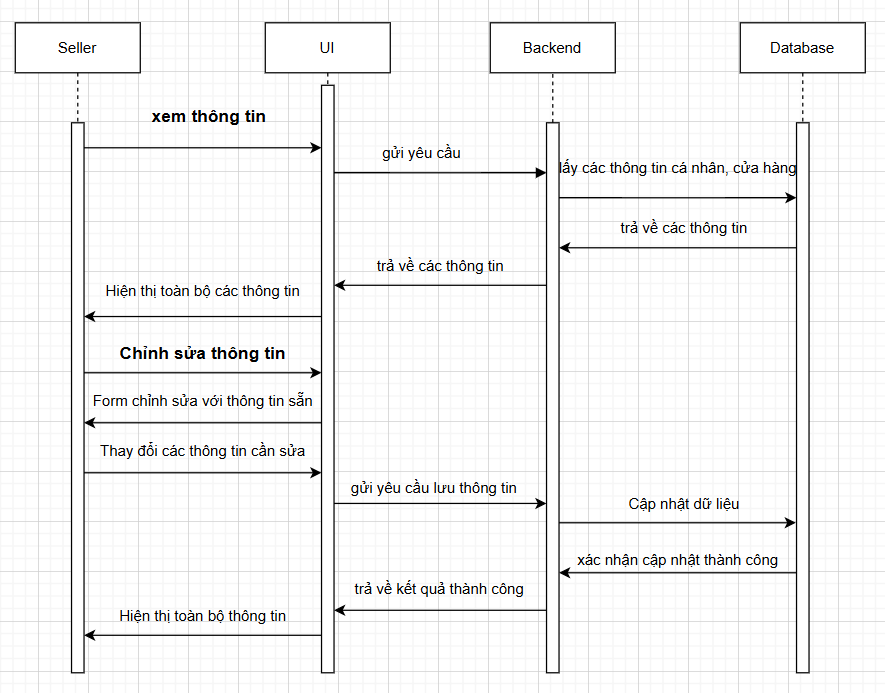 Seller
UI
Backend
Database
xem thông tin
gửi yêu cầu
lấy các thông tin cá nhân, cửa hàng
trả về các thông tin
trả về các thông tin
Hiện thị toàn bộ các thông tin
Chỉnh sửa thông tin
Form chỉnh sửa với thông tin sẵn
Thay đổi các thông tin cần sửa
gửi yêu cầu lưu thông tin
Cập nhật dữ liệu
xác nhận cập nhật thành công
trả về kết quả thành công
Hiện thị toàn bộ thông tin